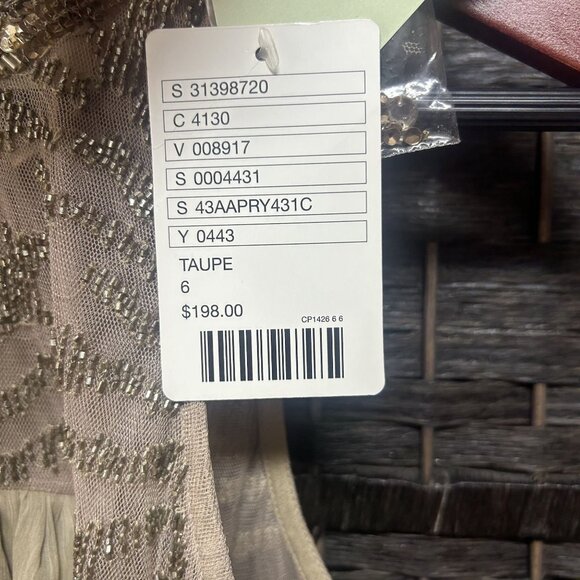 S 31398720
C 4130
V 008917
S 0004431
S 43AAPRY431C
Y 0443
TAUPE
6
$198.00
CP1426 6 6